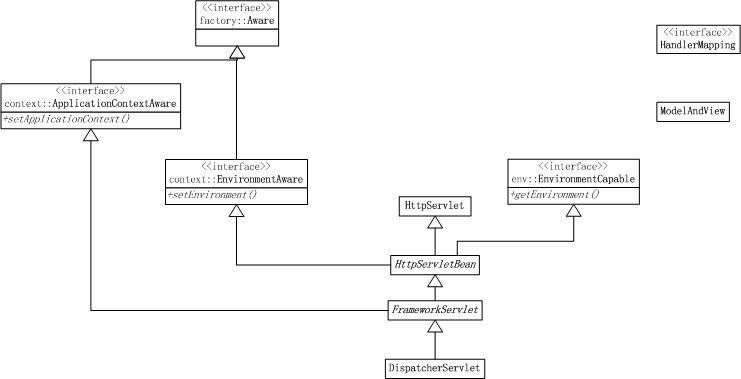 <<interface>>
factory::Aware
<<interface>>
HandlerMapping
<<interface>>
context::ApplicationContextAware
+setApplicationContext()
ModelAndView
<<interface>>
context::EnvironmentAware
+setEnvironment()
<<interface>>
env::EnvironmentCapable
+getEnvironment()
HttpServlet
HttpServletBean
FrameworkServlet
DispatcherServlet